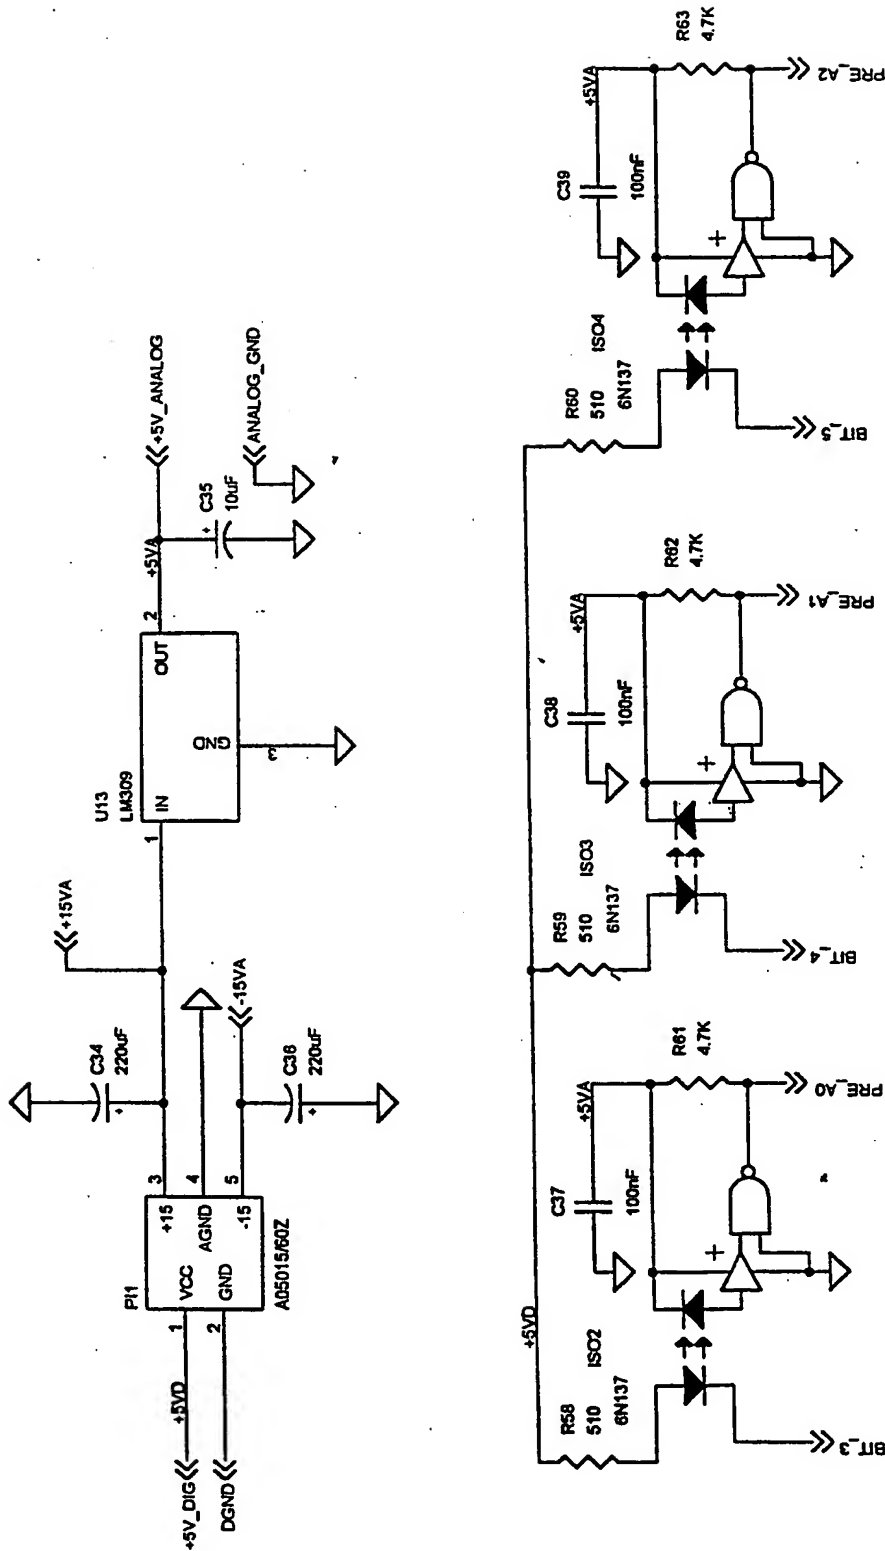 +5V_DIG
+5VD
DGND
PI1
1
VCC
2
GND
+15
3
AGND
4
-15
5
A05015/60Z
C34
220uF
C36
220uF
+15VA
-15VA
U13
LM309
1
IN
OUT
2
GND
3
+5VA
+5V_ANALOG
C35
10uF
ANALOG_GND
+
+
+
+5VD
R58
510
6N137
ISO2
BIT_3
C37
100nF
+5VA
R61
4.7K
+
PRE_A0
R59
510
6N137
ISO3
BIT_4
C38
100nF
+5VA
R62
4.7K
+
PRE_A1
R60
510
6N137
ISO4
BIT_5
C39
100nF
+5VA
R63
4.7K
+
PRE_A2